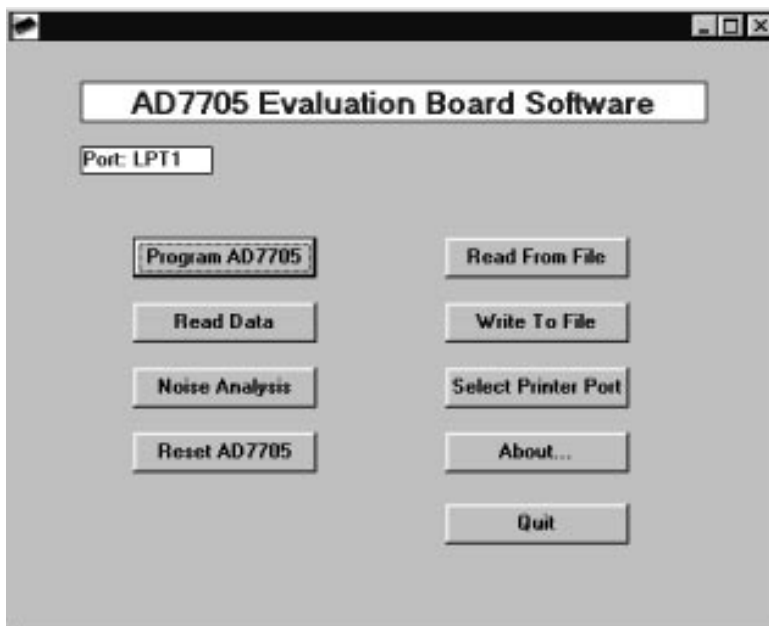 AD7705 Evaluation Board Software
Port: LPT1
Program AD7705
Read From File
Read Data
Write To File
Noise Analysis
Select Printer Port
Reset AD7705
About...
Quit